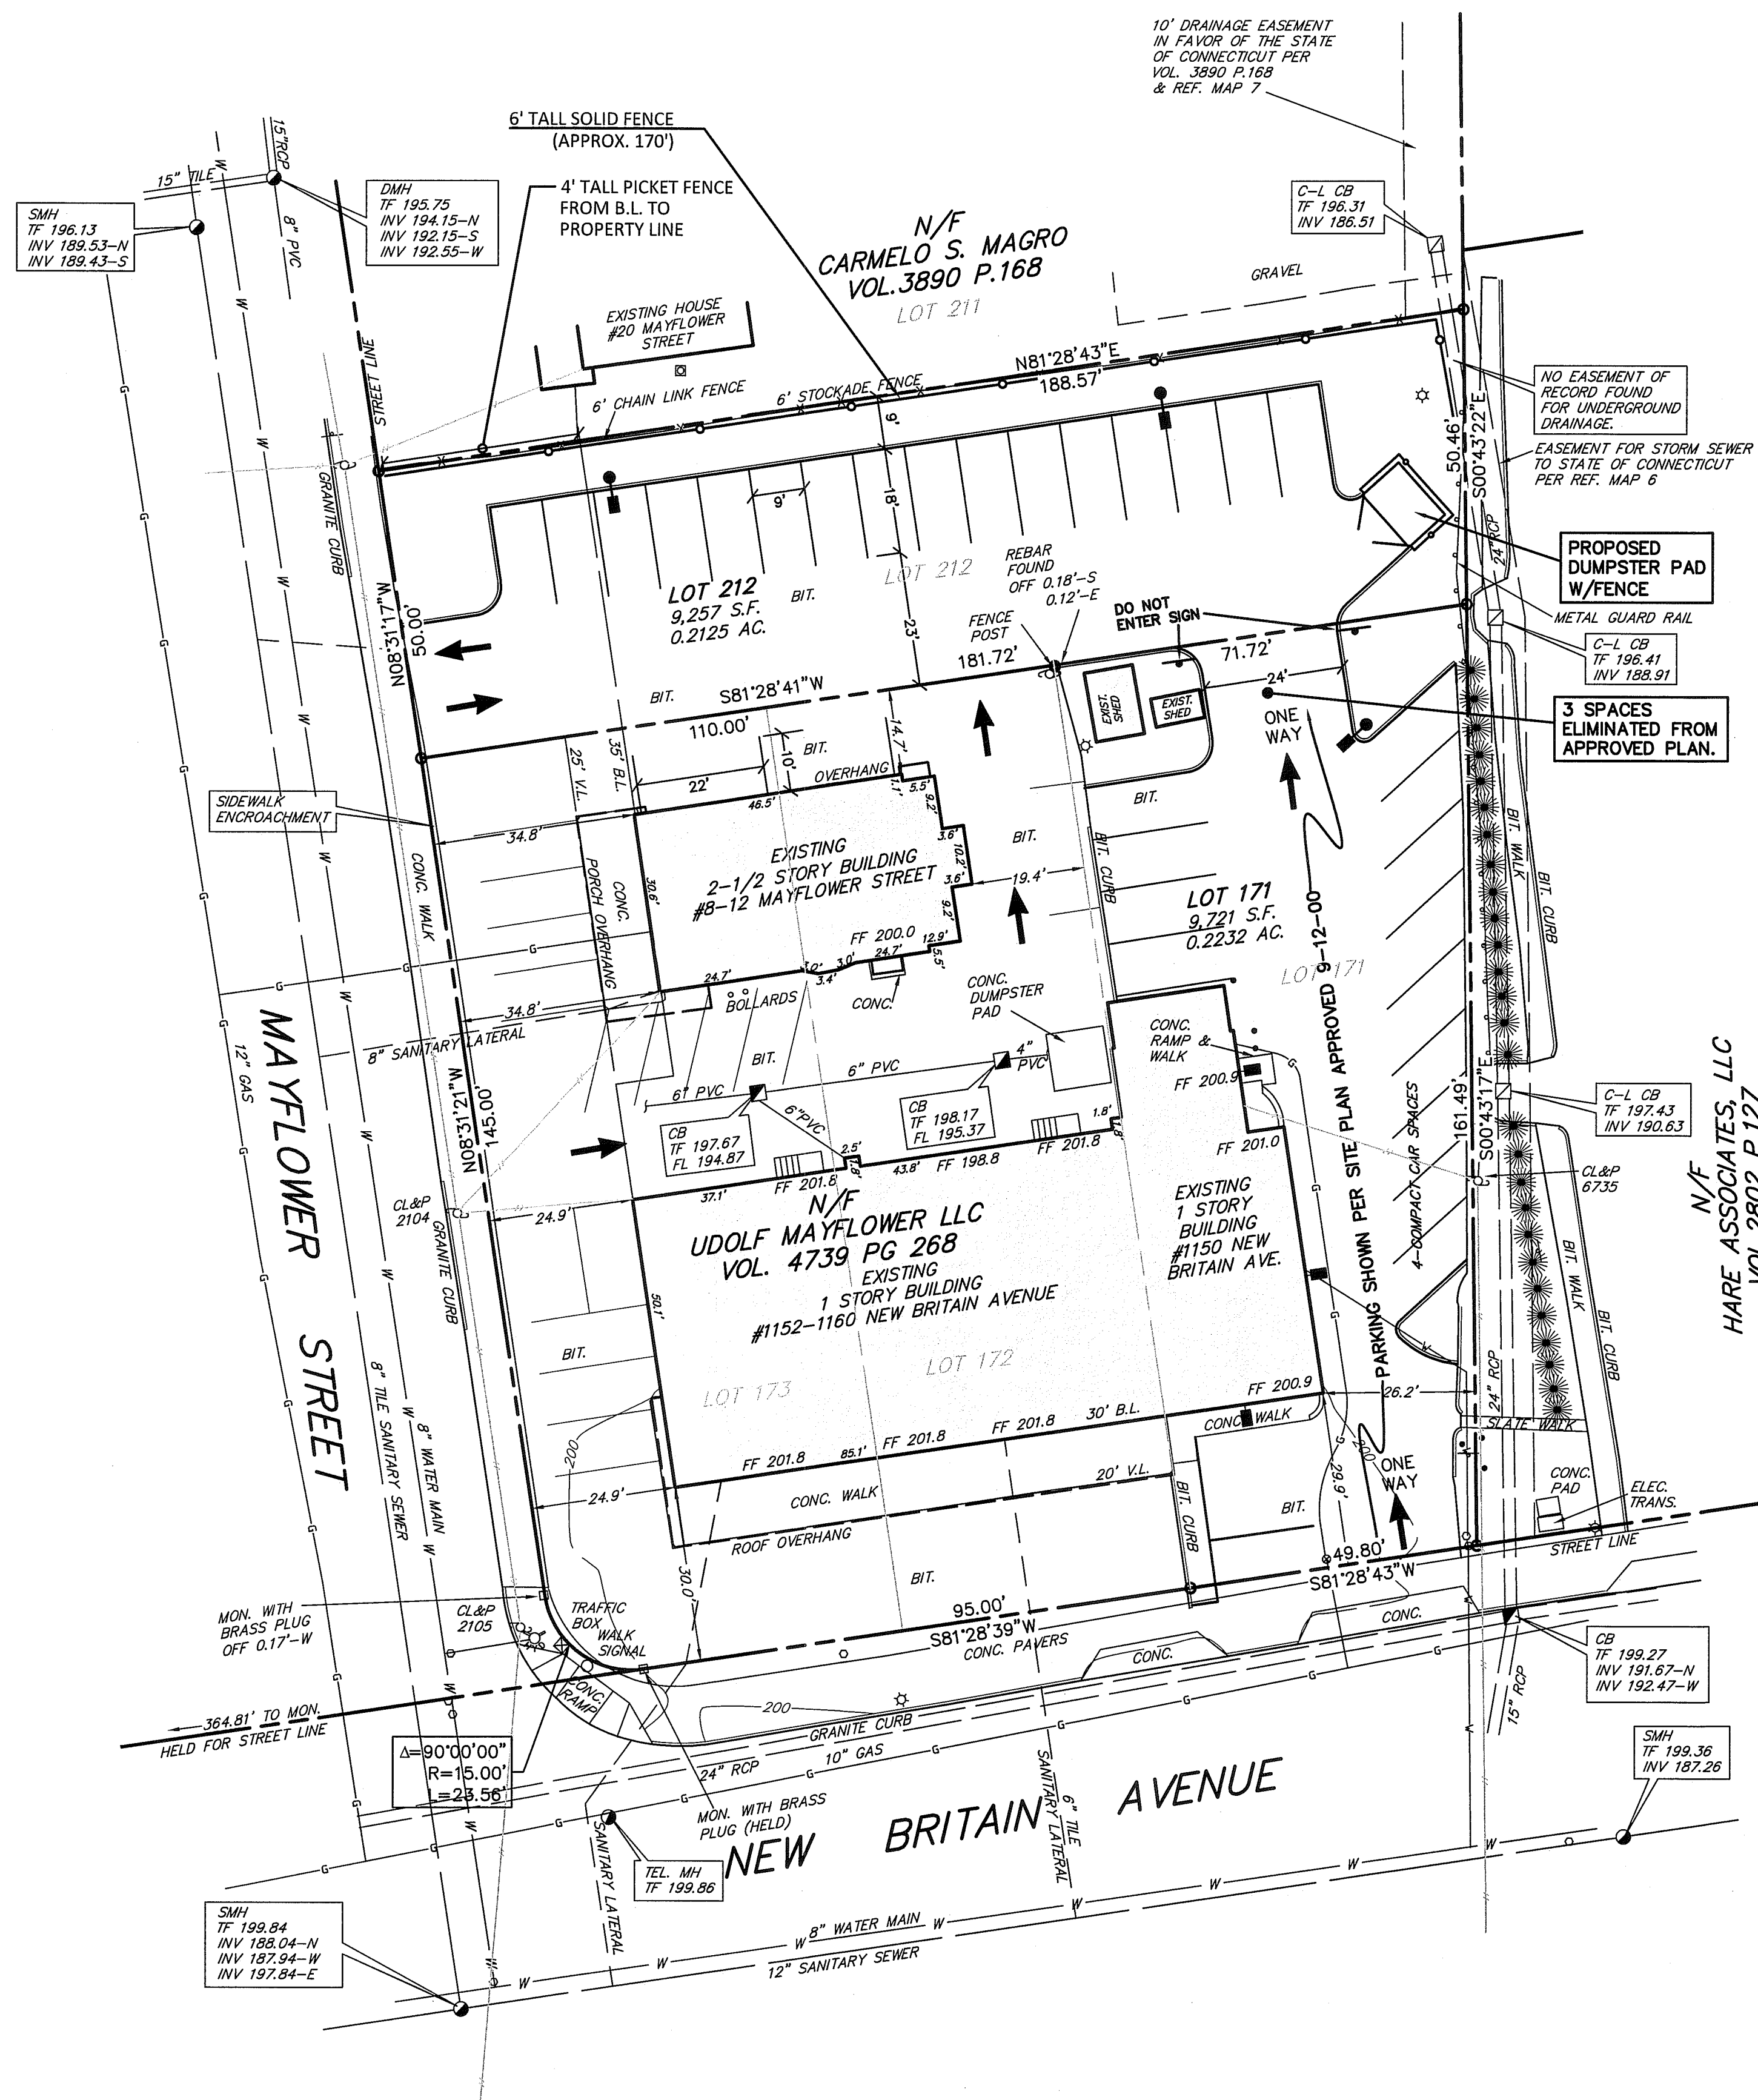 10' DRAINAGE EASEMENT
IN FAVOR OF THE STATE
OF CONNECTICUT PER
VOL. 3890 P.168
& REF. MAP 7
6' TALL SOLID FENCE
(APPROX. 170')
4' TALL PICKET FENCE
FROM B.L. TO
PROPERTY LINE
15" TILE
15"RCP
8" PVC
SMH
TF 196.13
INV 189.53-N
INV 189.43-S
DMH
TF 195.75
INV 194.15-N
INV 192.15-S
INV 192.55-W
C-L CB
TF 196.31
INV 186.51
N/F
CARMELO S. MAGRO
VOL.3890 P.168
LOT 211
GRAVEL
EXISTING HOUSE
#20 MAYFLOWER
STREET
STREET LINE
6' CHAIN LINK FENCE
6' STOCKADE FENCE
N81°28'43"E
188.57'
NO EASEMENT OF
RECORD FOUND
FOR UNDERGROUND
DRAINAGE.
EASEMENT FOR STORM SEWER
TO STATE OF CONNECTICUT
PER REF. MAP 6
50.46'
S00°43'22"E
24"RCP
GRANITE CURB
9'
18'
9'
23'
PROPOSED
DUMPSTER PAD
W/FENCE
METAL GUARD RAIL
C-L CB
TF 196.41
INV 188.91
3 SPACES
ELIMINATED FROM
APPROVED PLAN.
LOT 212
9,257 S.F.
0.2125 AC.
BIT.
LOT 212
REBAR
FOUND
OFF 0.18'-S
0.12'-E
FENCE
POST
DO NOT
ENTER SIGN
N08°31'17"W
50.00'
181.72'
71.72'
24'
BIT.
S81°28'41"W
110.00'
EXIST.
SHED
EXIST.
SHED
ONE
WAY
14.7'
25' V.L.
35' B.L.
10'
BIT.
22'
OVERHANG
46.5'
1.1'
5.5'
9.2'
3.6'
10.2'
3.6'
9.2'
12.9'
5.5'
BIT.
BIT.
SIDEWALK
ENCROACHMENT
34.8'
EXISTING
2-1/2 STORY BUILDING
#8-12 MAYFLOWER STREET
30.6'
CONC.
PORCH OVERHANG
CONC. WALK
19.4'
BIT. CURB
LOT 171
9,721 S.F.
0.2232 AC.
LOT 171
BIT. WALK
BIT. CURB
FF 200.0
24.7'
24.7'
3.0'
3.4'
BOLLARDS
CONC.
CONC.
DUMPSTER
PAD
34.8'
8" SANITARY LATERAL
BIT.
6" PVC
6" PVC
4"
PVC
6"PVC
CONC.
RAMP &
WALK
FF 200.9
CB
TF 197.67
FL 194.87
CB
TF 198.17
FL 195.37
1.8'
1.8'
2.5'
1.8'
FF 201.8
FF 201.8
FF 201.0
FF 198.8
43.8'
37.1'
MAYFLOWER STREET
12" GAS
N08°31'21"W
145.00'
CL&P
2104
24.9'
GRANITE CURB
N/F
UDOLF MAYFLOWER LLC
VOL. 4739 PG 268
EXISTING
1 STORY BUILDING
#1152-1160 NEW BRITAIN AVENUE
EXISTING
1 STORY
BUILDING
#1150 NEW
BRITAIN AVE.
PARKING SHOWN PER SITE PLAN APPROVED 9-12-00
4-COMPACT CAR SPACES
161.49'
S00°43'17"E
C-L CB
TF 197.43
INV 190.63
CL&P
6735
N/F
HARE ASSOCIATES, LLC
VOL 2802 P.127
BIT. WALK
BIT. CURB
50.1'
BIT.
LOT 173
LOT 172
8" TILE SANITARY SEWER
8" WATER MAIN
200
FF 201.8
85.1'
FF 201.8
FF 201.8
30' B.L.
FF 200.9
CONC WALK
26.2'
24" RCP
SLATE WALK
24.9'
CONC. WALK
20' V.L.
ROOF OVERHANG
30.0'
BIT. CURB
BIT.
29.9'
200
ONE
WAY
CONC.
PAD
ELEC.
TRANS.
STREET LINE
BIT.
49.80'
S81°28'43"W
95.00'
S81°28'39"W
CONC. PAVERS
CONC.
CONC.
MON. WITH
BRASS PLUG
OFF 0.17'-W
CL&P
2105
TRAFFIC
BOX
WALK
SIGNAL
CONC.
RAMP
200
GRANITE CURB
10" GAS
24" RCP
CB
TF 199.27
INV 191.67-N
INV 192.47-W
15" RCP
364.81' TO MON.
HELD FOR STREET LINE
Δ=90°00'00"
R=15.00'
L=23.56'
MON. WITH BRASS
PLUG (HELD)
SANITARY LATERAL
6" TILE
SANITARY LATERAL
NEW BRITAIN AVENUE
SMH
TF 199.36
INV 187.26
TEL. MH
TF 199.86
SMH
TF 199.84
INV 188.04-N
INV 187.94-W
INV 197.84-E
8" WATER MAIN
12" SANITARY SEWER